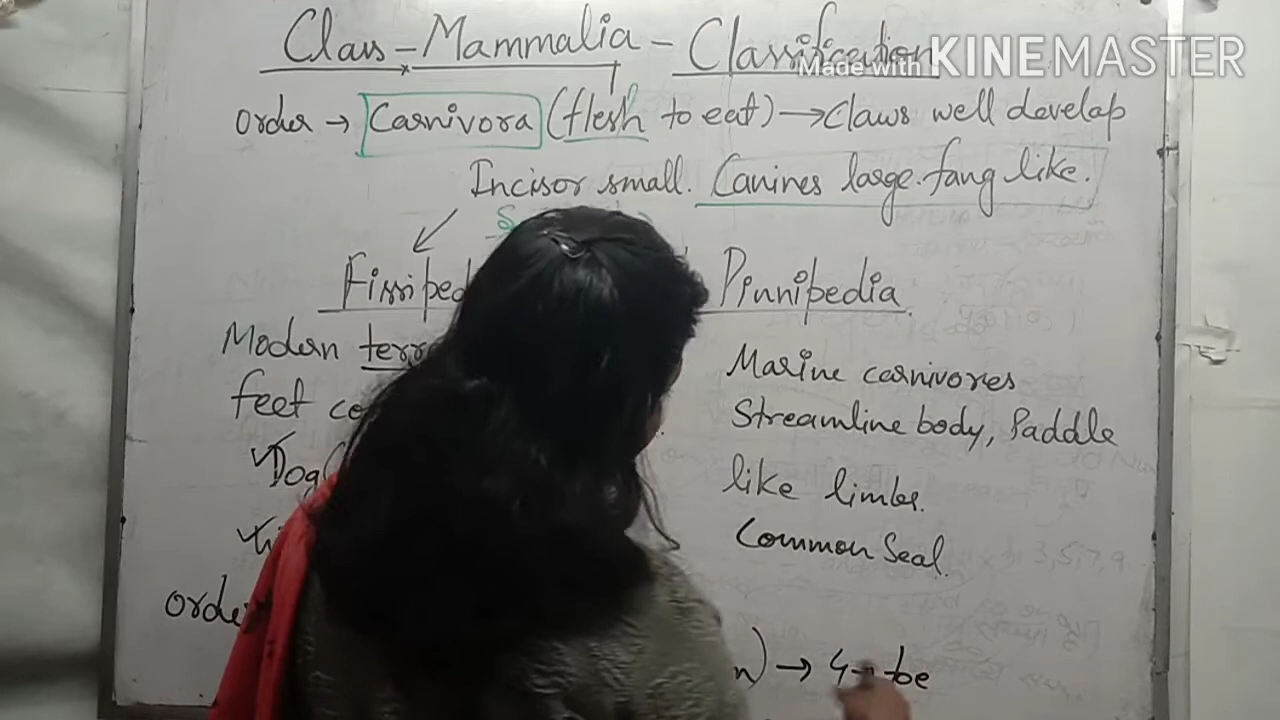 Class - Mammalia - Classification
Made with KINEMASTER
order → Carnivora (flesh to eat) → Claws well develop
Incisor small. Canines large. fang like.
Fissiped
Pinnipedia.
Modern terr
Marine carnivores
feet co
Streamline body, Paddle
Dog(
like limbs.
Common Seal.
orde
n) → 4 be